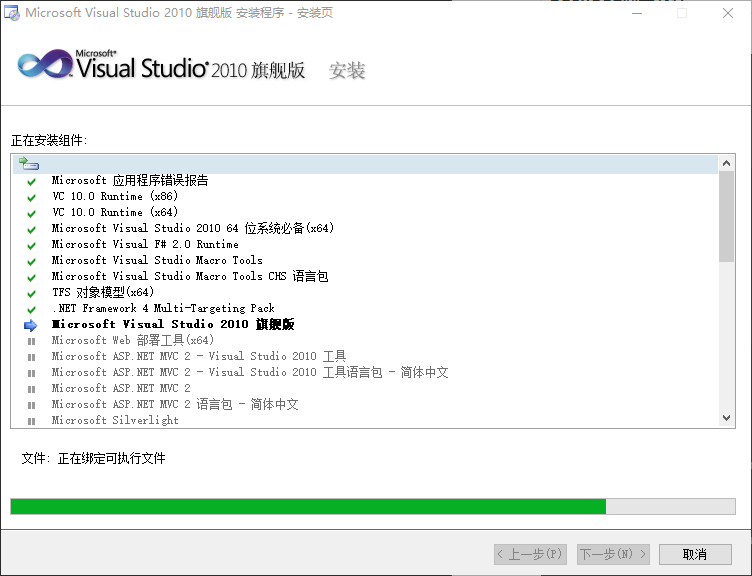 Microsoft Visual Studio 2010 旗舰版 安装程序 - 安装页
Microsoft®
Visual Studio® 2010 旗舰版 安装
正在安装组件:
Microsoft 应用程序错误报告
VC 10.0 Runtime (x86)
VC 10.0 Runtime (x64)
Microsoft Visual Studio 2010 64 位系统必备(x64)
Microsoft Visual F# 2.0 Runtime
Microsoft Visual Studio Macro Tools
Microsoft Visual Studio Macro Tools CHS 语言包
TFS 对象模型(x64)
.NET Framework 4 Multi-Targeting Pack
Microsoft Visual Studio 2010 旗舰版
Microsoft Web 部署工具(x64)
Microsoft ASP.NET MVC 2 - Visual Studio 2010 工具
Microsoft ASP.NET MVC 2 - Visual Studio 2010 工具语言包 - 简体中文
Microsoft ASP.NET MVC 2
Microsoft ASP.NET MVC 2 语言包 - 简体中文
Microsoft Silverlight
文件: 正在绑定可执行文件
< 上一步(P) 下一步(N) > 取消